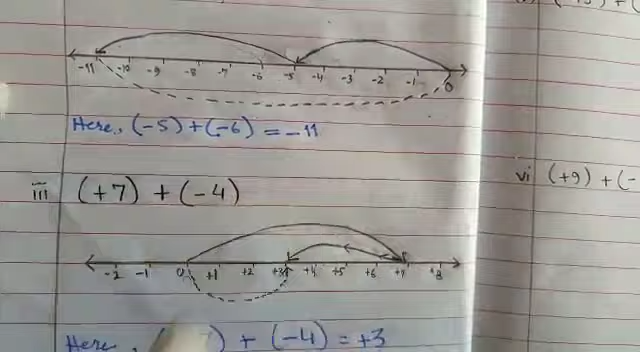 -11 -10 -9 -8 -7 -6 -5 -4 -3 -2 -1 0
Here, (-5) + (-6) = -11
iii (+7) + (-4)
vi (+9) + (-
-2 -1 0 +1 +2 +3 +4 +5 +6 +7 +8
Here, ) + (-4) = +3